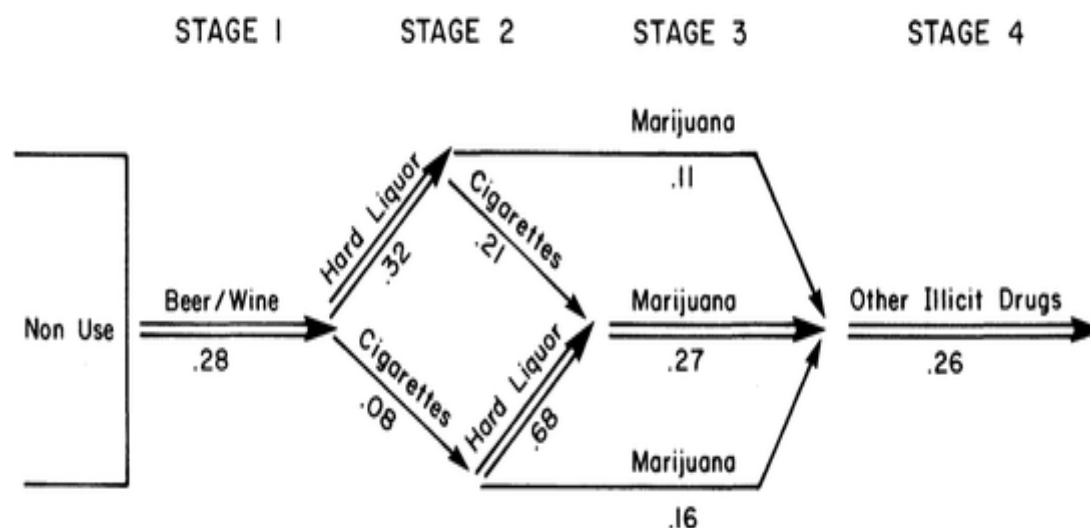 STAGE 1 STAGE 2 STAGE 3 STAGE 4
Marijuana
.11
Hard Liquor
.32
Cigarettes
.21
Beer/Wine
.28
Non Use
Marijuana
.27
Other Illicit Drugs
.26
Cigarettes
.08
Hard Liquor
.68
Marijuana
.16